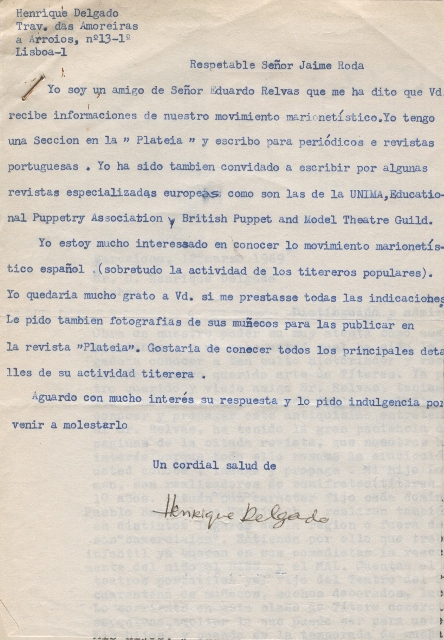 Henrique Delgado
Trav. das Amoreiras
a Arroios, nº13-1º
Lisboa-1
Respetable Señor Jaime Roda
Yo soy un amigo de Señor Eduardo Relvas que me ha dito que Vd
recibe informaciones de nuestro movimiento marionetístico.Yo tengo
una Seccion en la " Plateia " y escribo para periódicos e revistas
portuguesas . Yo ha sido tambien convidado a escribir por algunas
revistas especializadas europeas como son las de la UNIMA,Educatio-
nal Puppetry Association y British Puppet and Model Theatre Guild.
Yo estoy mucho interessado en conocer lo movimiento marionetís-
tico español .(sobretudo la actividad de los titereros populares).
Yo quedaria mucho grato a Vd. si me prestasse todas las indicaciones
Le pido tambien fotografias de sus muñecos para las publicar en
la revista "Plateia". Gostaria de conecer todos los principales deta
lles de su actividad titerera .
Aguardo con mucho interés su respuesta y lo pido indulgencia por
venir a molestarlo
Un cordial salud de
Henrique Delgado